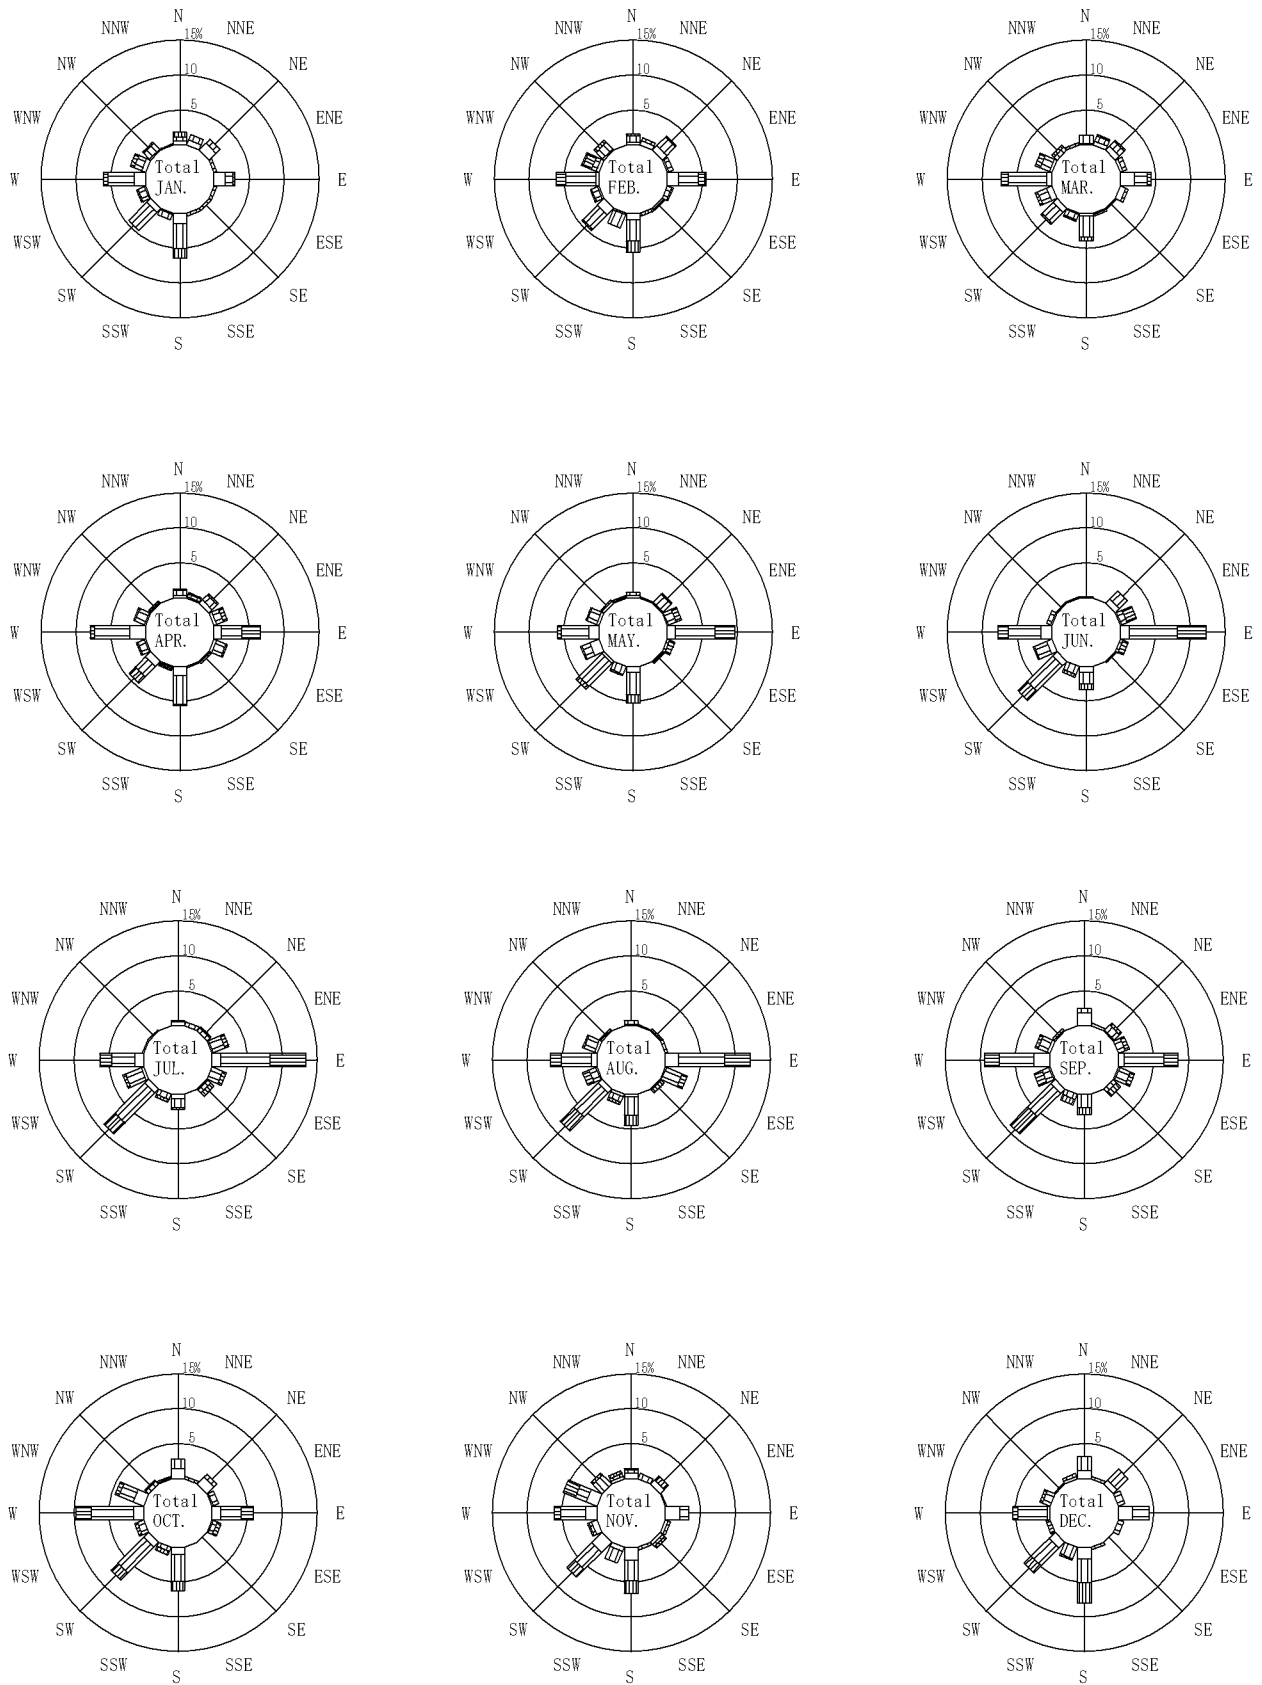 N N N
NNW NNE NNW NNE NNW NNE
15% 15% 15%
NW NE NW NE NW NE
10 10 10
5 5 5
WNW ENE WNW ENE WNW ENE
Total Total Total
W E W E W E
JAN. FEB. MAR.
WSW ESE WSW ESE WSW ESE
SW SE SW SE SW SE
SSW SSE SSW SSE SSW SSE
S S S
N N N
NNW NNE NNW NNE NNW NNE
15% 15% 15%
NW NE NW NE NW NE
10 10 10
5 5 5
WNW ENE WNW ENE WNW ENE
Total Total Total
W E W E W E
APR. MAY. JUN.
WSW ESE WSW ESE WSW ESE
SW SE SW SE SW SE
SSW SSE SSW SSE SSW SSE
S S S
N N N
NNW NNE NNW NNE NNW NNE
15% 15% 15%
NW NE NW NE NW NE
10 10 10
5 5 5
WNW ENE WNW ENE WNW ENE
Total Total Total
W E W E W E
JUL. AUG. SEP.
WSW ESE WSW ESE WSW ESE
SW SE SW SE SW SE
SSW SSE SSW SSE SSW SSE
S S S
N N N
NNW NNE NNW NNE NNW NNE
15% 15% 15%
NW NE NW NE NW NE
10 10 10
5 5 5
WNW ENE WNW ENE WNW ENE
Total Total Total
W E W E W E
OCT. NOV. DEC.
WSW ESE WSW ESE WSW ESE
SW SE SW SE SW SE
SSW SSE SSW SSE SSW SSE
S S S